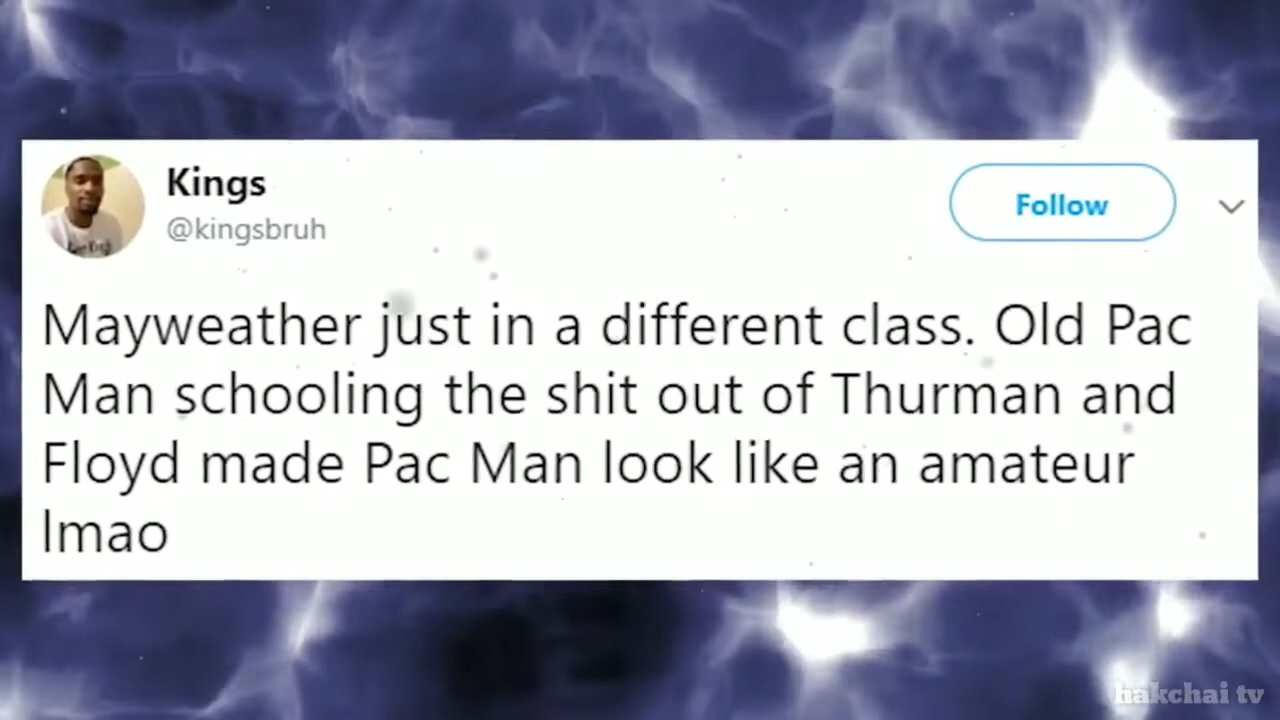 Kings
@kingsbruh
Follow
Mayweather just in a different class. Old Pac
Man schooling the shit out of Thurman and
Floyd made Pac Man look like an amateur
lmao
hakchai tv